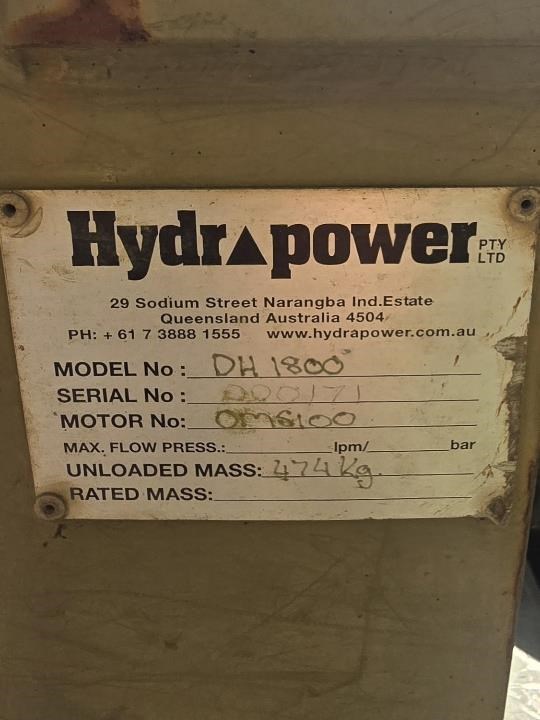 Hydrapower PTY LTD
29 Sodium Street Narangba Ind.Estate
Queensland Australia 4504
PH: + 61 7 3888 1555 www.hydrapower.com.au
MODEL No : DH 1800
SERIAL No : 000171
MOTOR No: OMS100
MAX. FLOW PRESS.: lpm/ bar
UNLOADED MASS: 474Kg
RATED MASS: